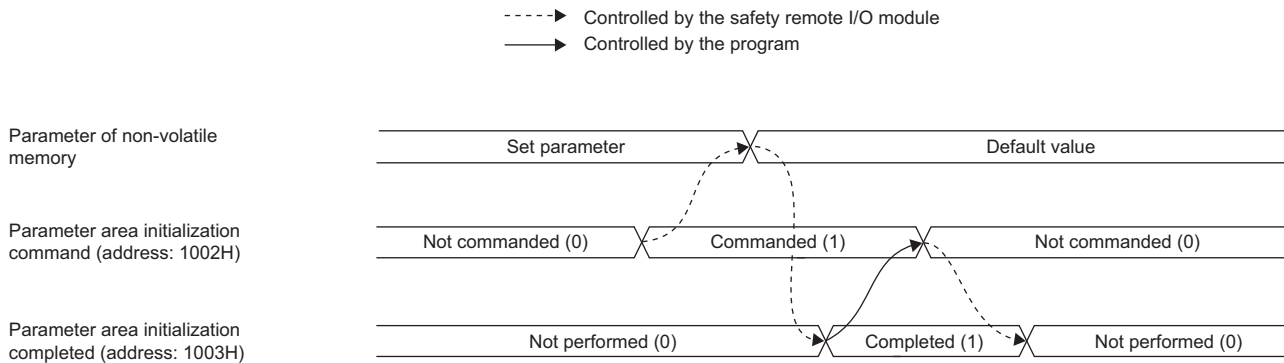 Controlled by the safety remote I/O module
Controlled by the program
Parameter of non-volatile
memory
Set parameter
Default value
Parameter area initialization
command (address: 1002H)
Not commanded (0)
Commanded (1)
Not commanded (0)
Parameter area initialization
completed (address: 1003H)
Not performed (0)
Completed (1)
Not performed (0)